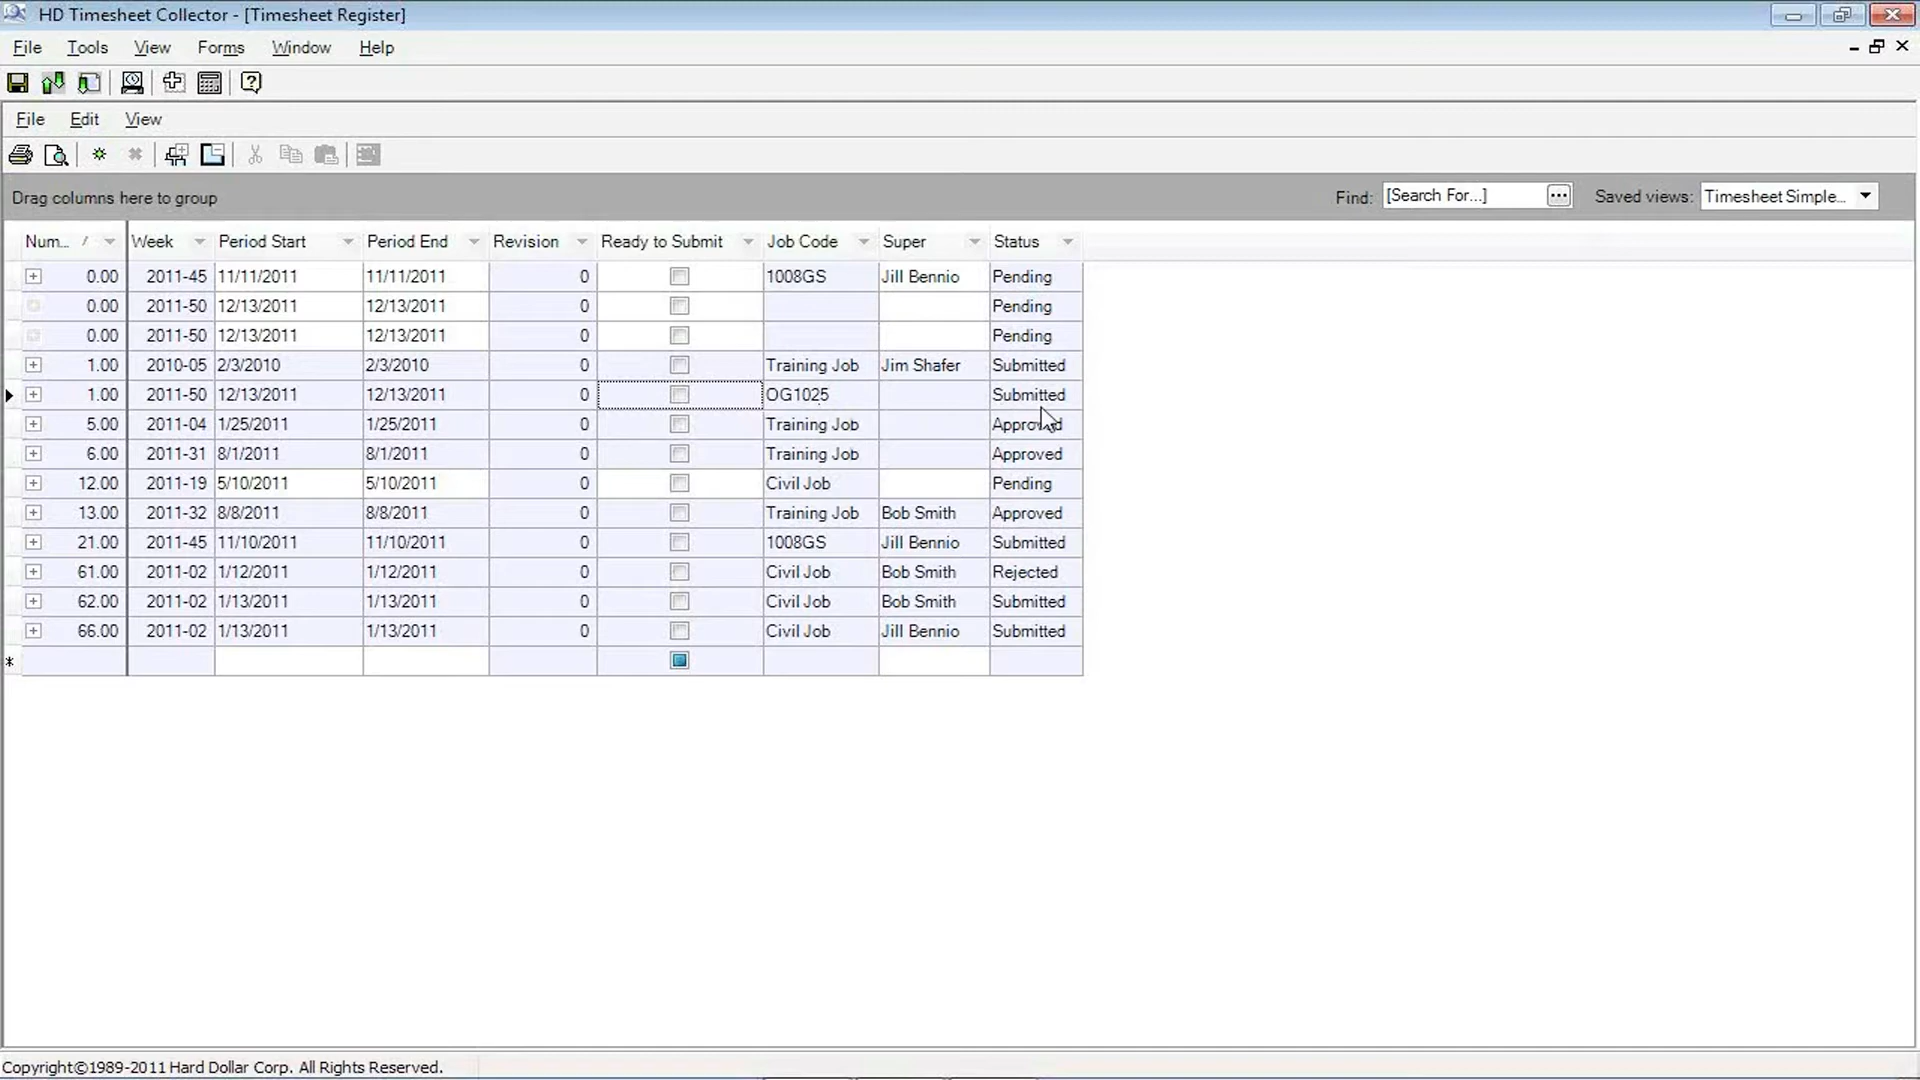 HD Timesheet Collector - [Timesheet Register]
File Tools View Forms Window Help
File Edit View
Drag columns here to group Find: [Search For...] Saved views: Timesheet Simple...
Num... Week Period Start Period End Revision Ready to Submit Job Code Super Status
0.00 2011-45 11/11/2011 11/11/2011 0 1008GS Jill Bennio Pending
0.00 2011-50 12/13/2011 12/13/2011 0 Pending
0.00 2011-50 12/13/2011 12/13/2011 0 Pending
1.00 2010-05 2/3/2010 2/3/2010 0 Training Job Jim Shafer Submitted
1.00 2011-50 12/13/2011 12/13/2011 0 OG1025 Submitted
5.00 2011-04 1/25/2011 1/25/2011 0 Training Job Approved
6.00 2011-31 8/1/2011 8/1/2011 0 Training Job Approved
12.00 2011-19 5/10/2011 5/10/2011 0 Civil Job Pending
13.00 2011-32 8/8/2011 8/8/2011 0 Training Job Bob Smith Approved
21.00 2011-45 11/10/2011 11/10/2011 0 1008GS Jill Bennio Submitted
61.00 2011-02 1/12/2011 1/12/2011 0 Civil Job Bob Smith Rejected
62.00 2011-02 1/13/2011 1/13/2011 0 Civil Job Bob Smith Submitted
66.00 2011-02 1/13/2011 1/13/2011 0 Civil Job Jill Bennio Submitted
Copyright©1989-2011 Hard Dollar Corp. All Rights Reserved.